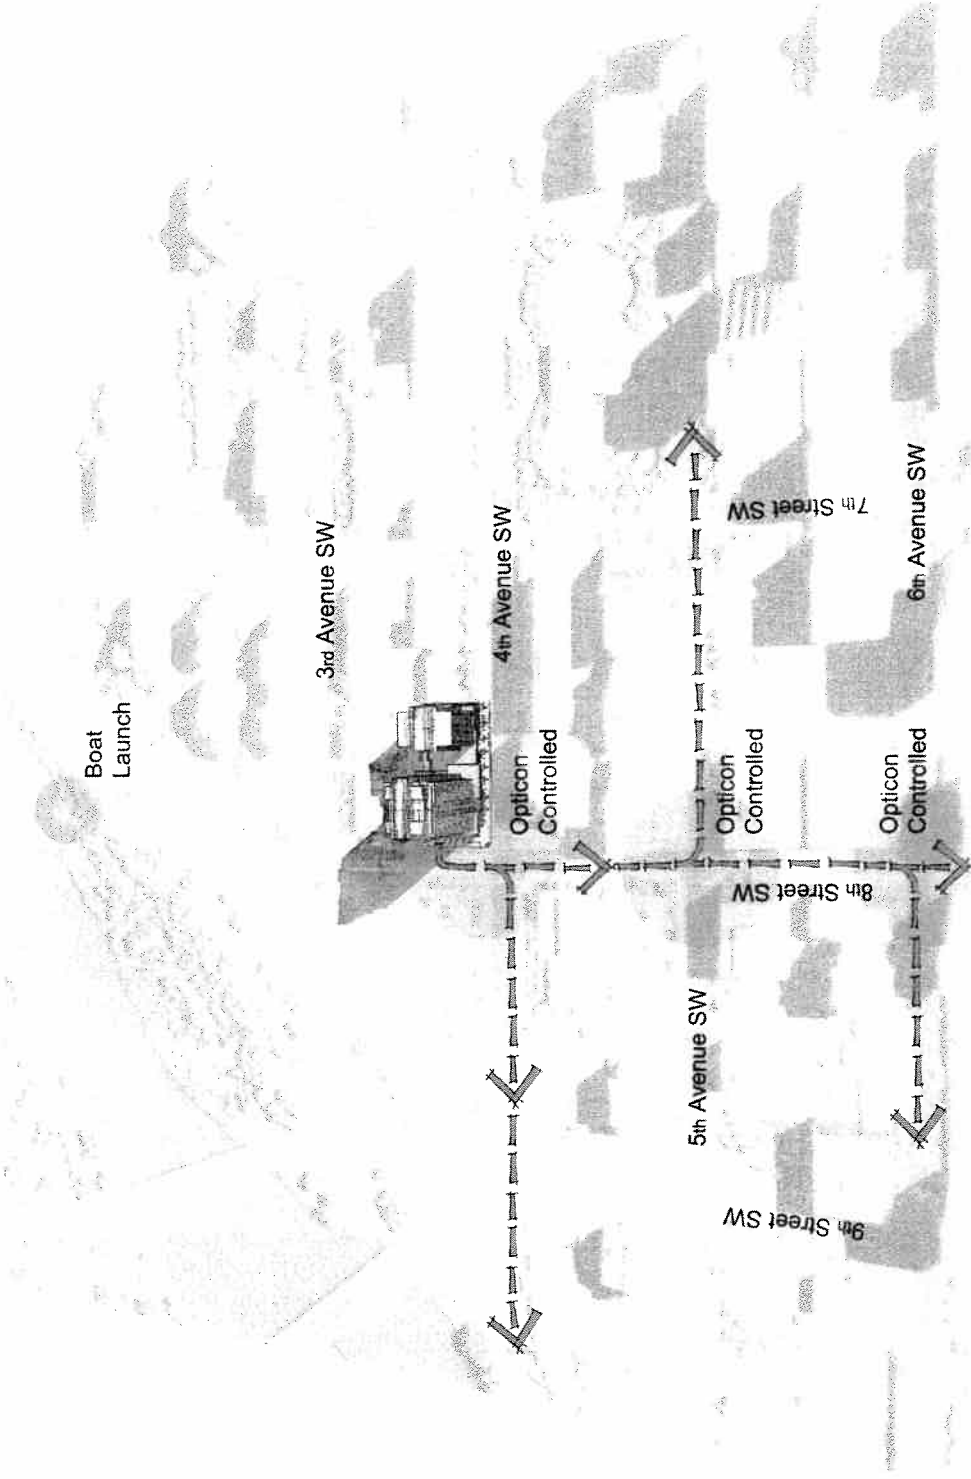 Boat
Launch
3rd Avenue SW
4th Avenue SW
Opticon
Controlled
7th Street SW
Opticon
Controlled
5th Avenue SW
8th Street SW
6th Avenue SW
Opticon
Controlled
9th Street SW